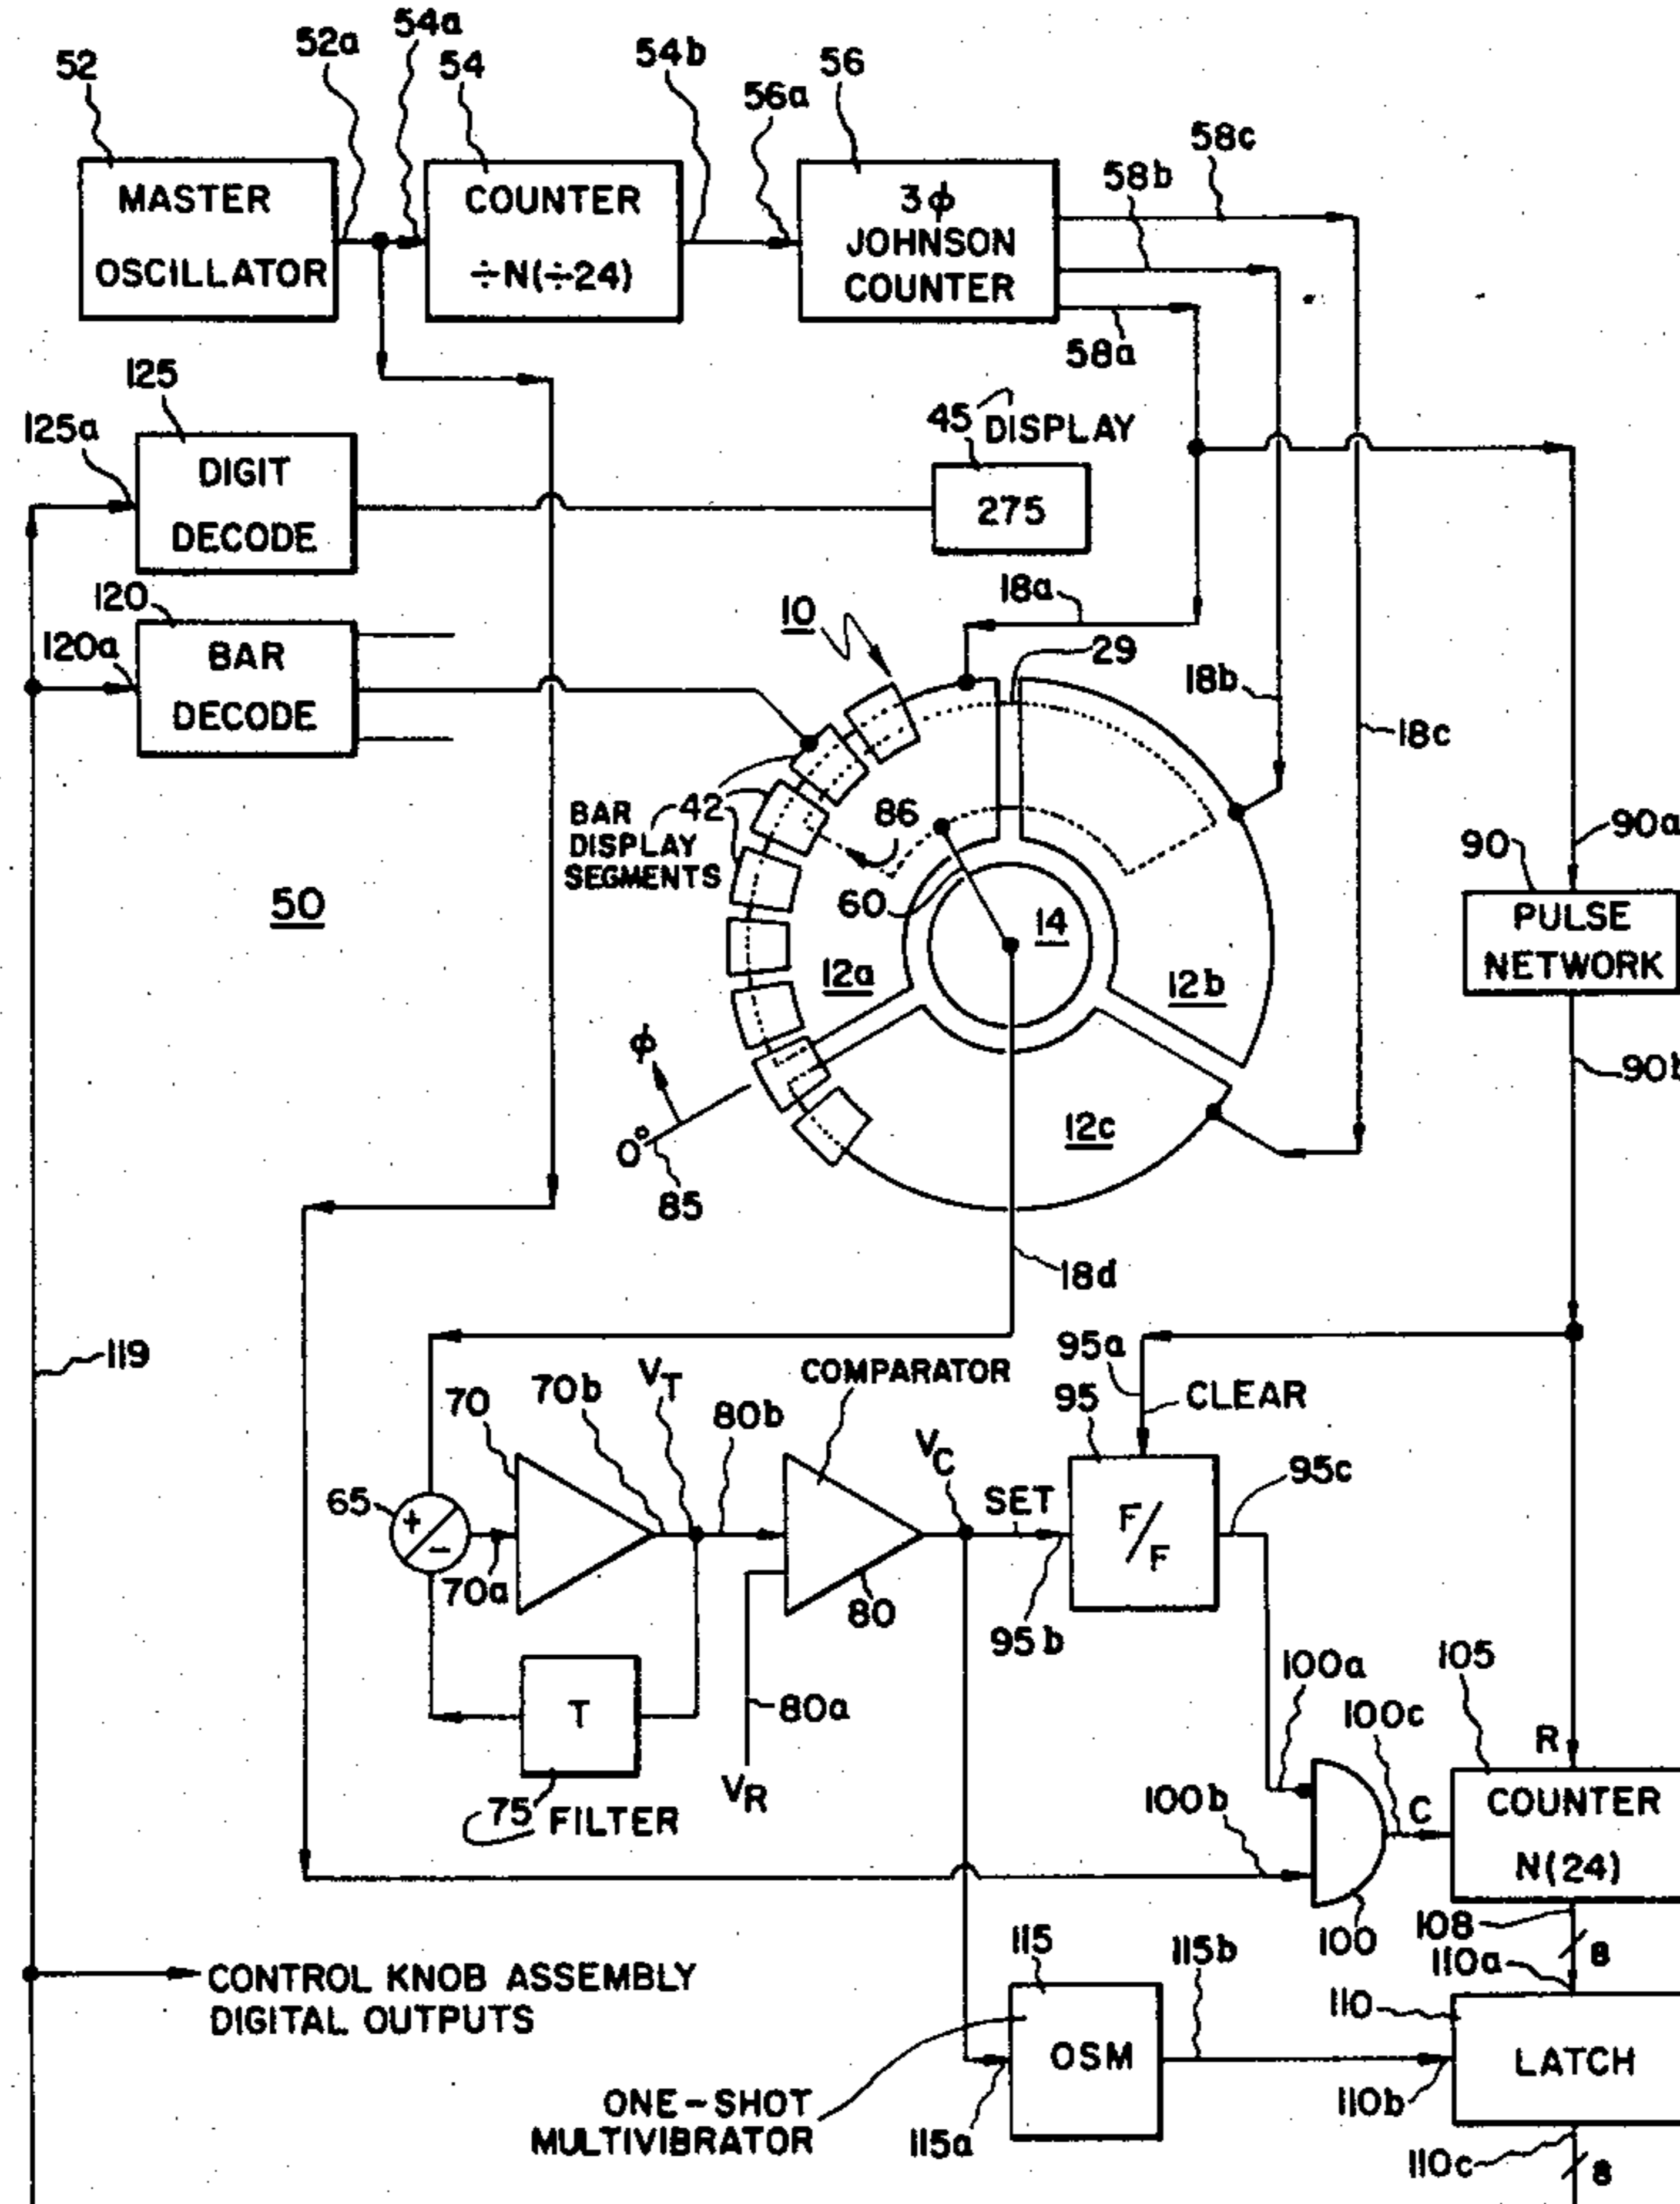 52
52a
54a
54
54b
56a
56
58c
58b
58a
MASTER
OSCILLATOR
COUNTER
÷N(÷24)
3ϕ
JOHNSON
COUNTER
125
125a
DIGIT
DECODE
45
DISPLAY
275
120
120a
BAR
DECODE
10
18a
29
18b
18c
BAR
DISPLAY
SEGMENTS
42
86
60
14
12a
12b
12c
50
90
90a
PULSE
NETWORK
90b
ϕ
0°
85
18d
119
65
+
-
70
70a
70b
VT
80b
COMPARATOR
80
80a
VR
T
75
FILTER
VC
SET
95a
95
CLEAR
F/F
95b
95c
100a
100b
100c
100
C
R
105
COUNTER
N(24)
108
8
110a
110
LATCH
110b
110c
8
115
115b
OSM
115a
ONE-SHOT
MULTIVIBRATOR
CONTROL KNOB ASSEMBLY
DIGITAL OUTPUTS